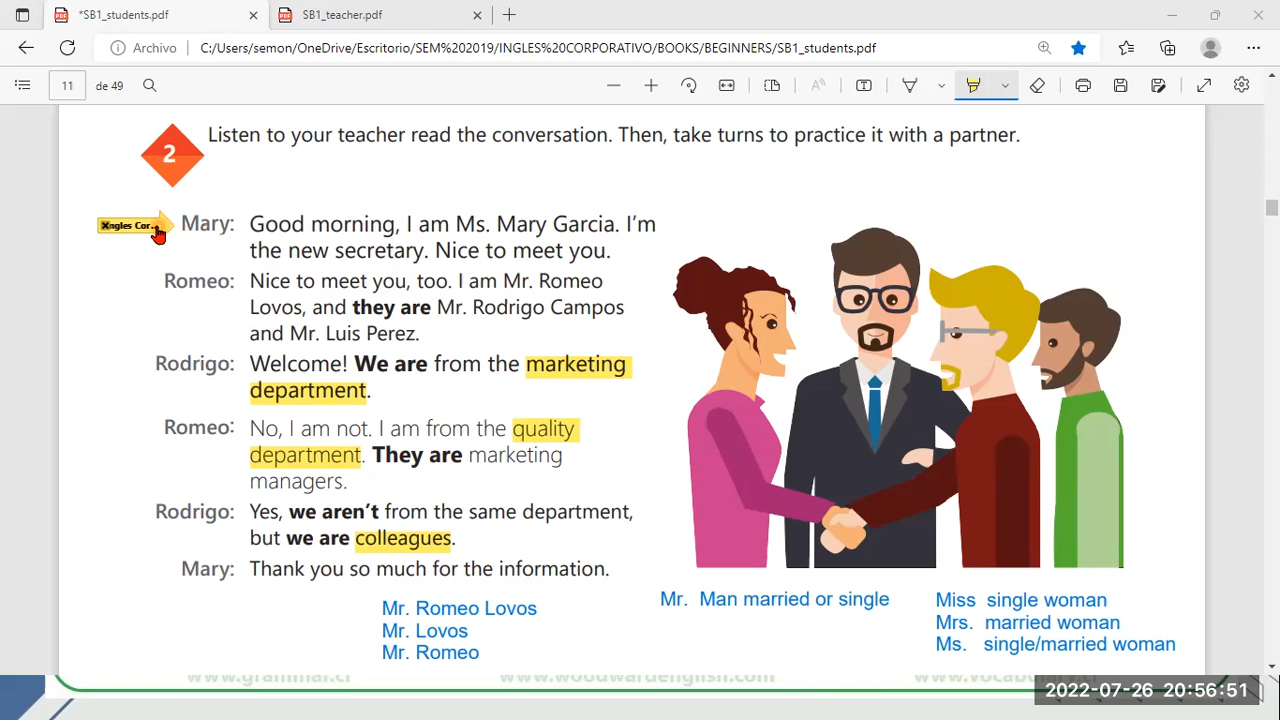 *SB1_students.pdf
SB1_teacher.pdf
Archivo
C:/Users/semon/OneDrive/Escritorio/SEM%202019/INGLES%20CORPORATIVO/BOOKS/BEGINNERS/SB1_students.pdf
11 de 49
2
Listen to your teacher read the conversation. Then, take turns to practice it with a partner.
Mary: Good morning, I am Ms. Mary Garcia. I'm
the new secretary. Nice to meet you.
Romeo: Nice to meet you, too. I am Mr. Romeo
Lovos, and they are Mr. Rodrigo Campos
and Mr. Luis Perez.
Rodrigo: Welcome! We are from the marketing
department.
Romeo: No, I am not. I am from the quality
department. They are marketing
managers.
Rodrigo: Yes, we aren't from the same department,
but we are colleagues.
Mary: Thank you so much for the information.
Mr. Romeo Lovos
Mr. Lovos
Mr. Romeo
Mr. Man married or single
Miss single woman
Mrs. married woman
Ms. single/married woman
www.grammar.cl www.woodwardenglish.com
2022-07-26 20:56:51